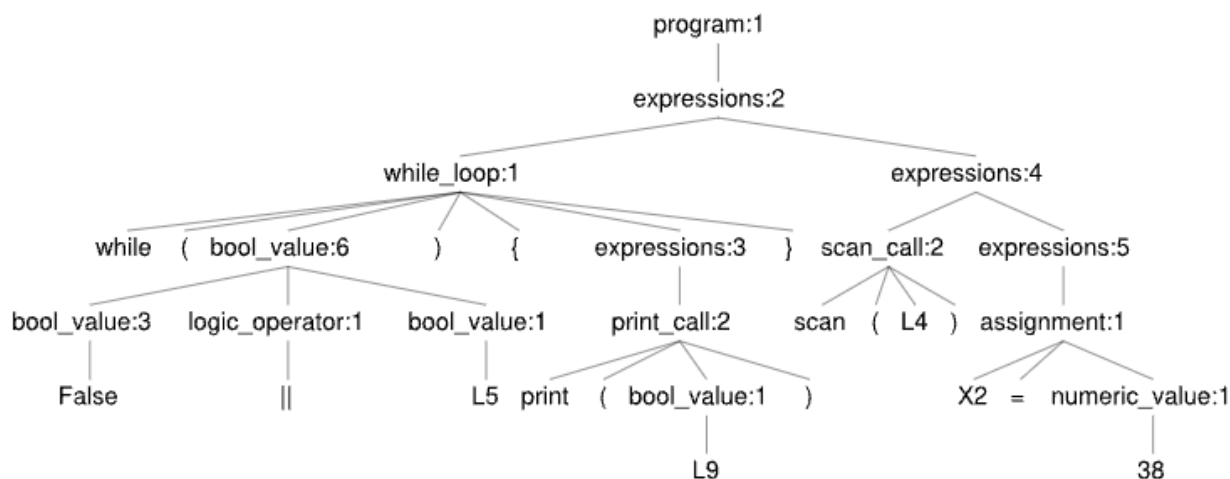 program:1
expressions:2
while_loop:1 expressions:4
while ( bool_value:6 ) { expressions:3 } scan_call:2 expressions:5
bool_value:3 logic_operator:1 bool_value:1 print_call:2 scan ( L4 ) assignment:1
False || L5 print ( bool_value:1 ) X2 = numeric_value:1
L9 38